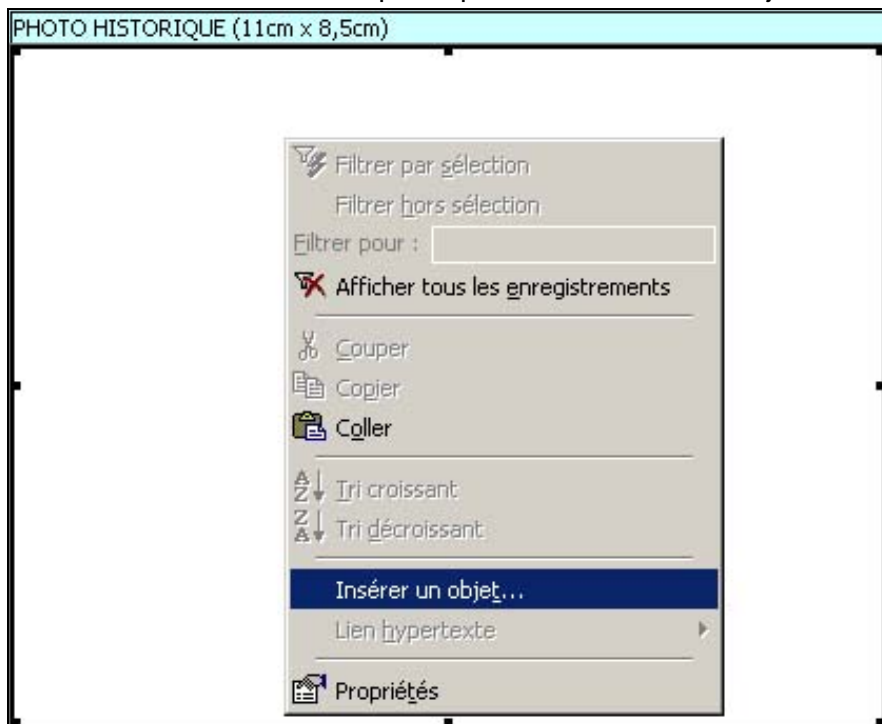 PHOTO HISTORIQUE (11cm x 8,5cm)
Filtrer par sélection
Filtrer hors sélection
Filtrer pour :
Afficher tous les enregistrements
Couper
Copier
Coller
Tri croissant
Tri décroissant
Insérer un objet...
Lien hypertexte
Propriétés